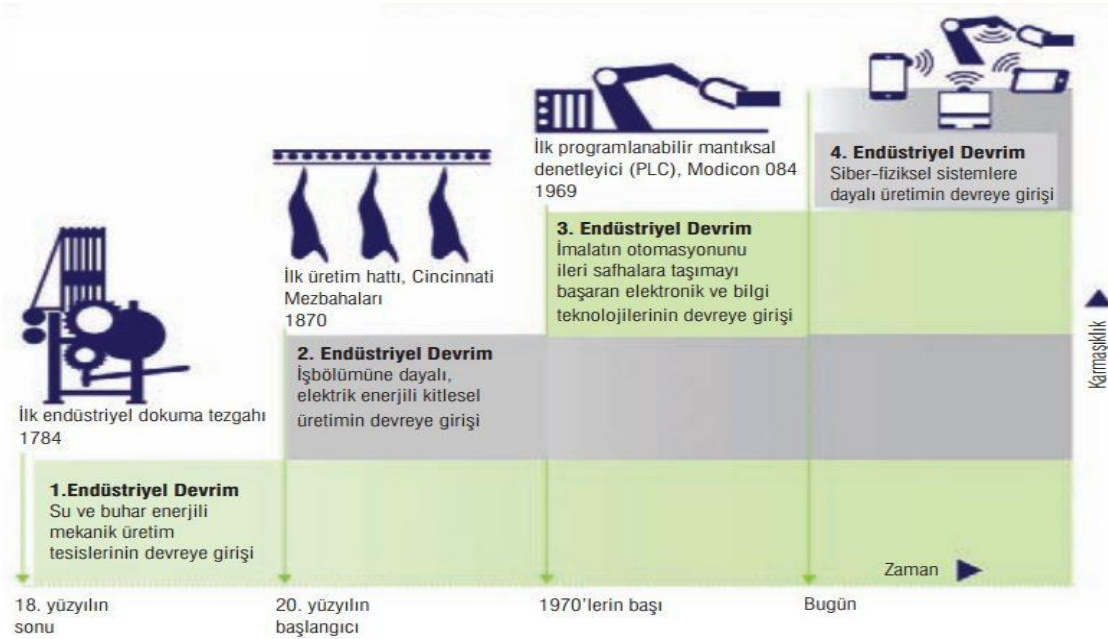 İlk endüstriyel dokuma tezgahı
1784
İlk üretim hattı, Cincinnati
Mezbahaları
1870
İlk programlanabilir mantıksal
denetleyici (PLC), Modicon 084
1969
4. Endüstriyel Devrim
Siber-fiziksel sistemlere
dayalı üretimin devreye girişi
3. Endüstriyel Devrim
İmalatın otomasyonunu
ileri safhalara taşımayı
başaran elektronik ve bilgi
teknolojilerinin devreye girişi
2. Endüstriyel Devrim
İşbölümüne dayalı,
elektrik enerjili kitlesel
üretimin devreye girişi
1.Endüstriyel Devrim
Su ve buhar enerjili
mekanik üretim
tesislerinin devreye girişi
Karmaşıklık
Zaman
18. yüzyılın
sonu
20. yüzyılın
başlangıcı
1970'lerin başı
Bugün